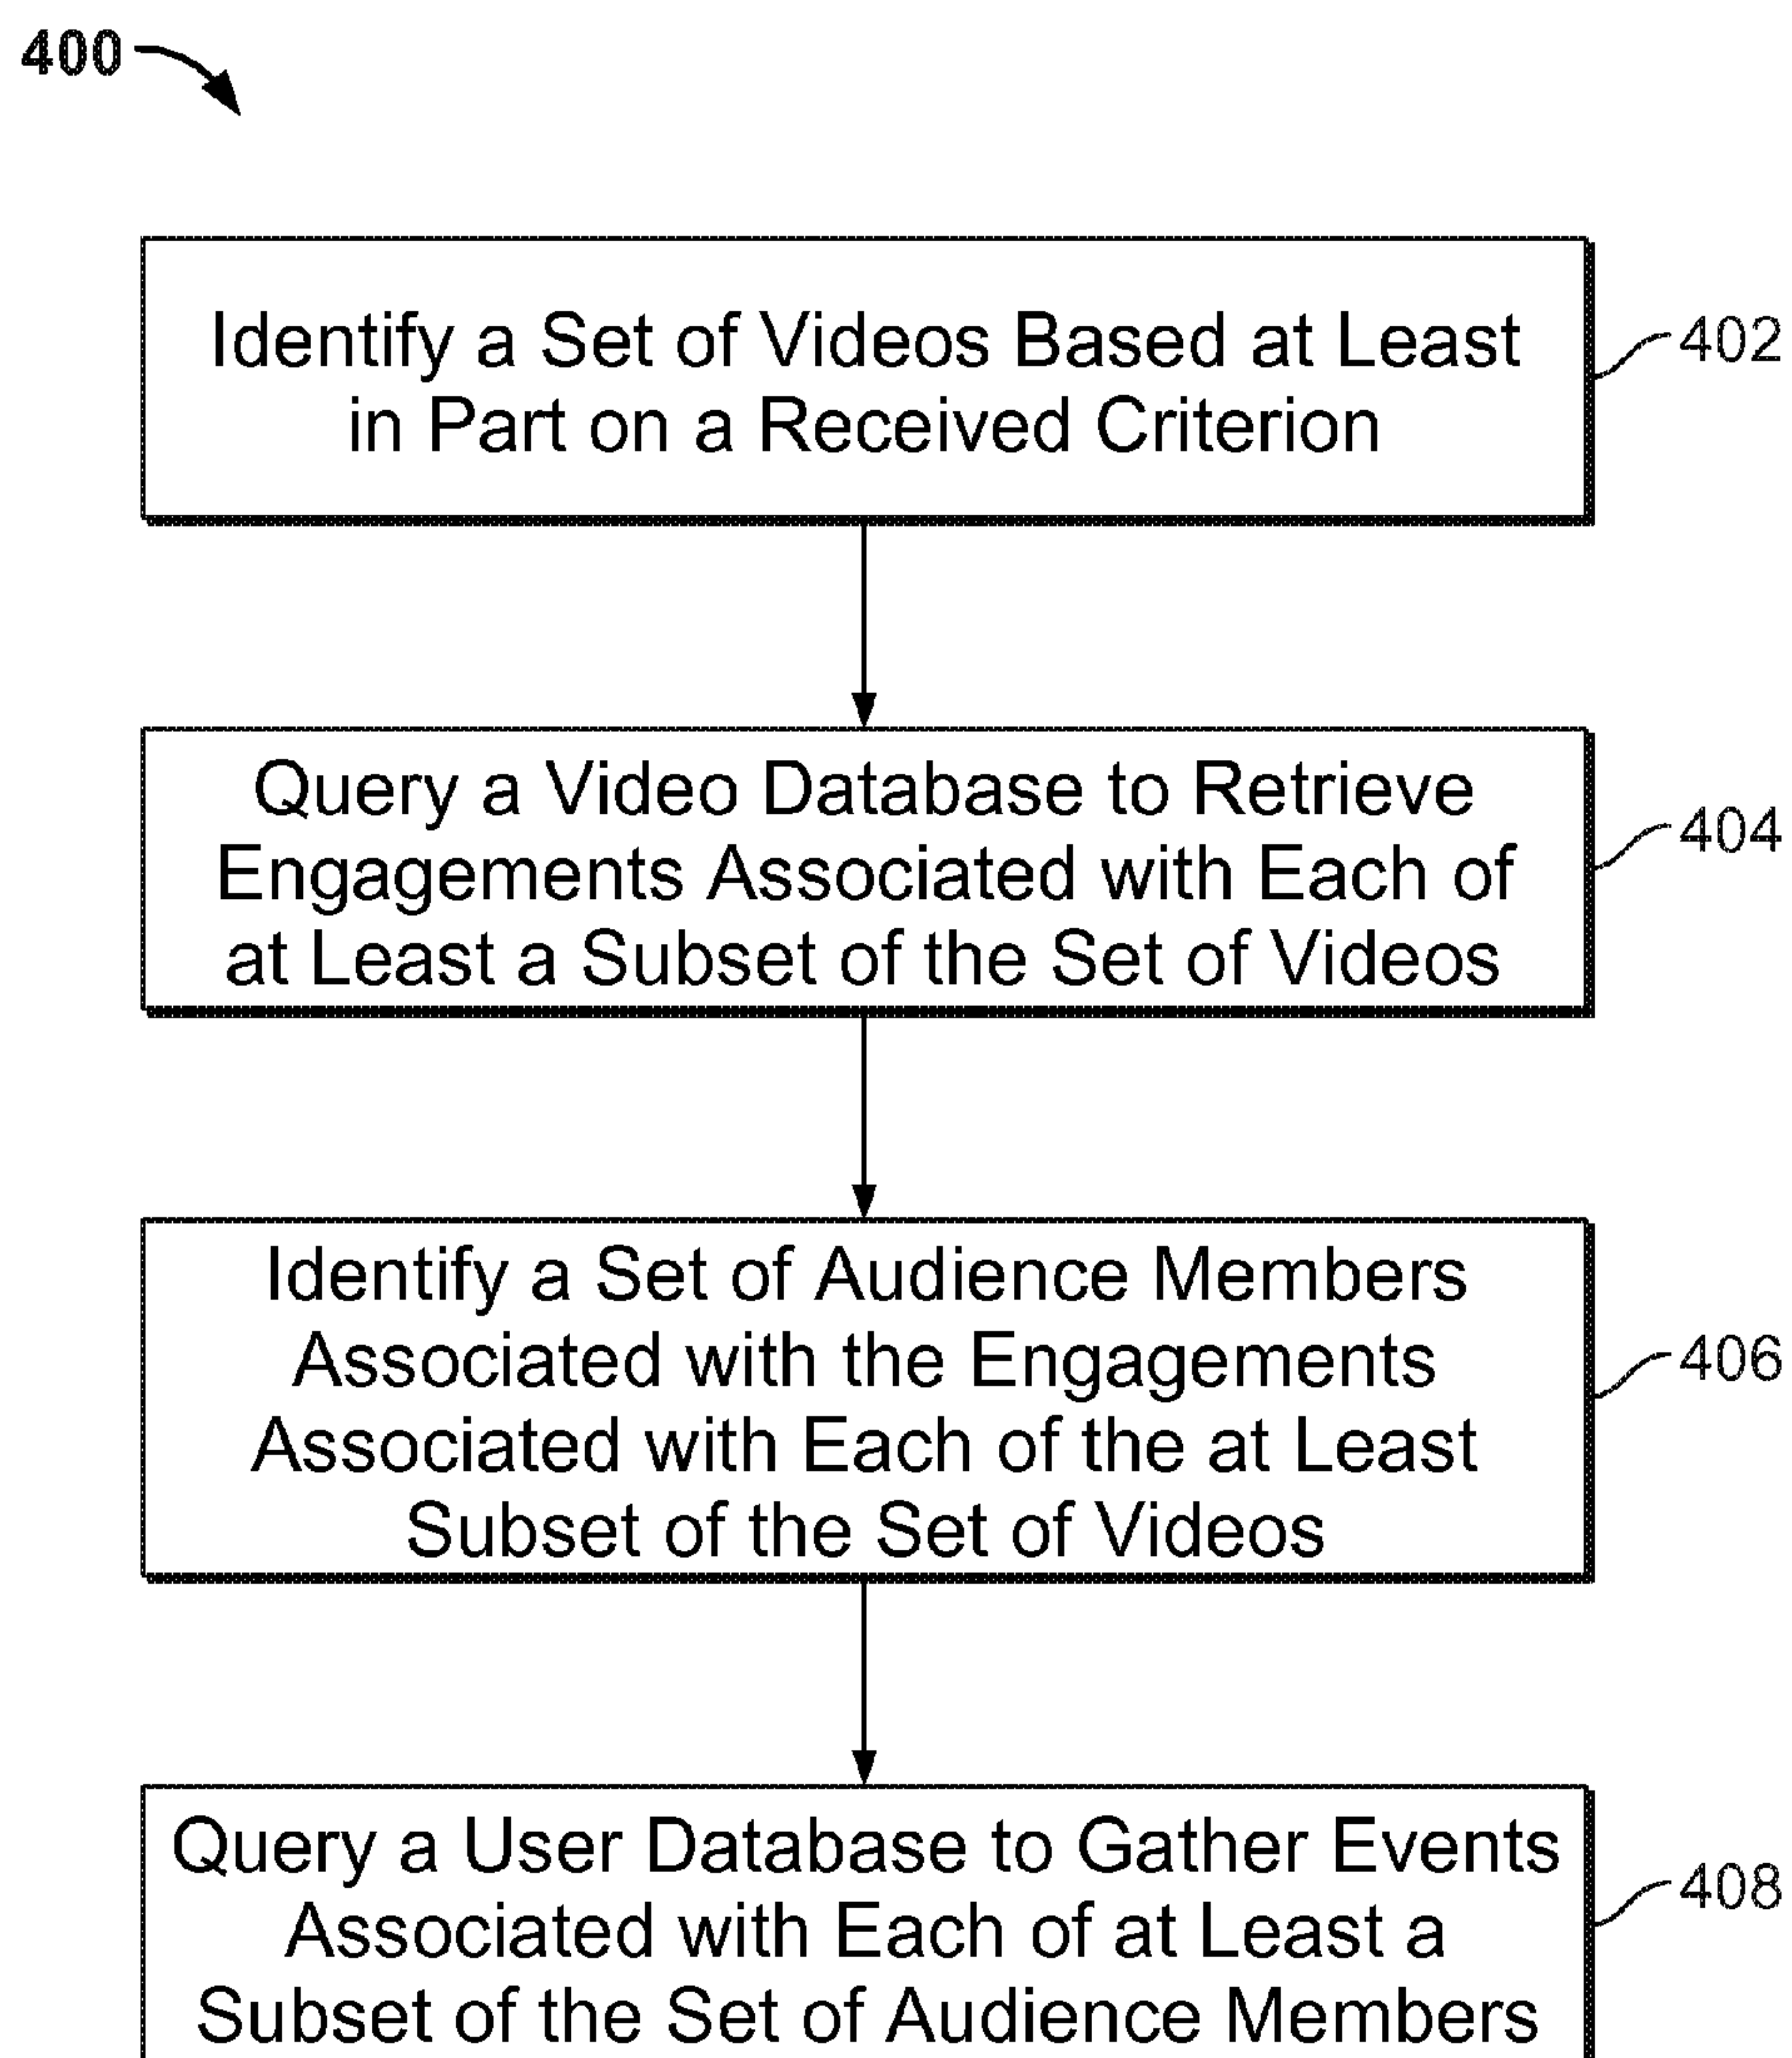 400
Identify a Set of Videos Based at Least
in Part on a Received Criterion
402
Query a Video Database to Retrieve
Engagements Associated with Each of
at Least a Subset of the Set of Videos
404
Identify a Set of Audience Members
Associated with the Engagements
Associated with Each of the at Least
Subset of the Set of Videos
406
Query a User Database to Gather Events
Associated with Each of at Least a
Subset of the Set of Audience Members
408